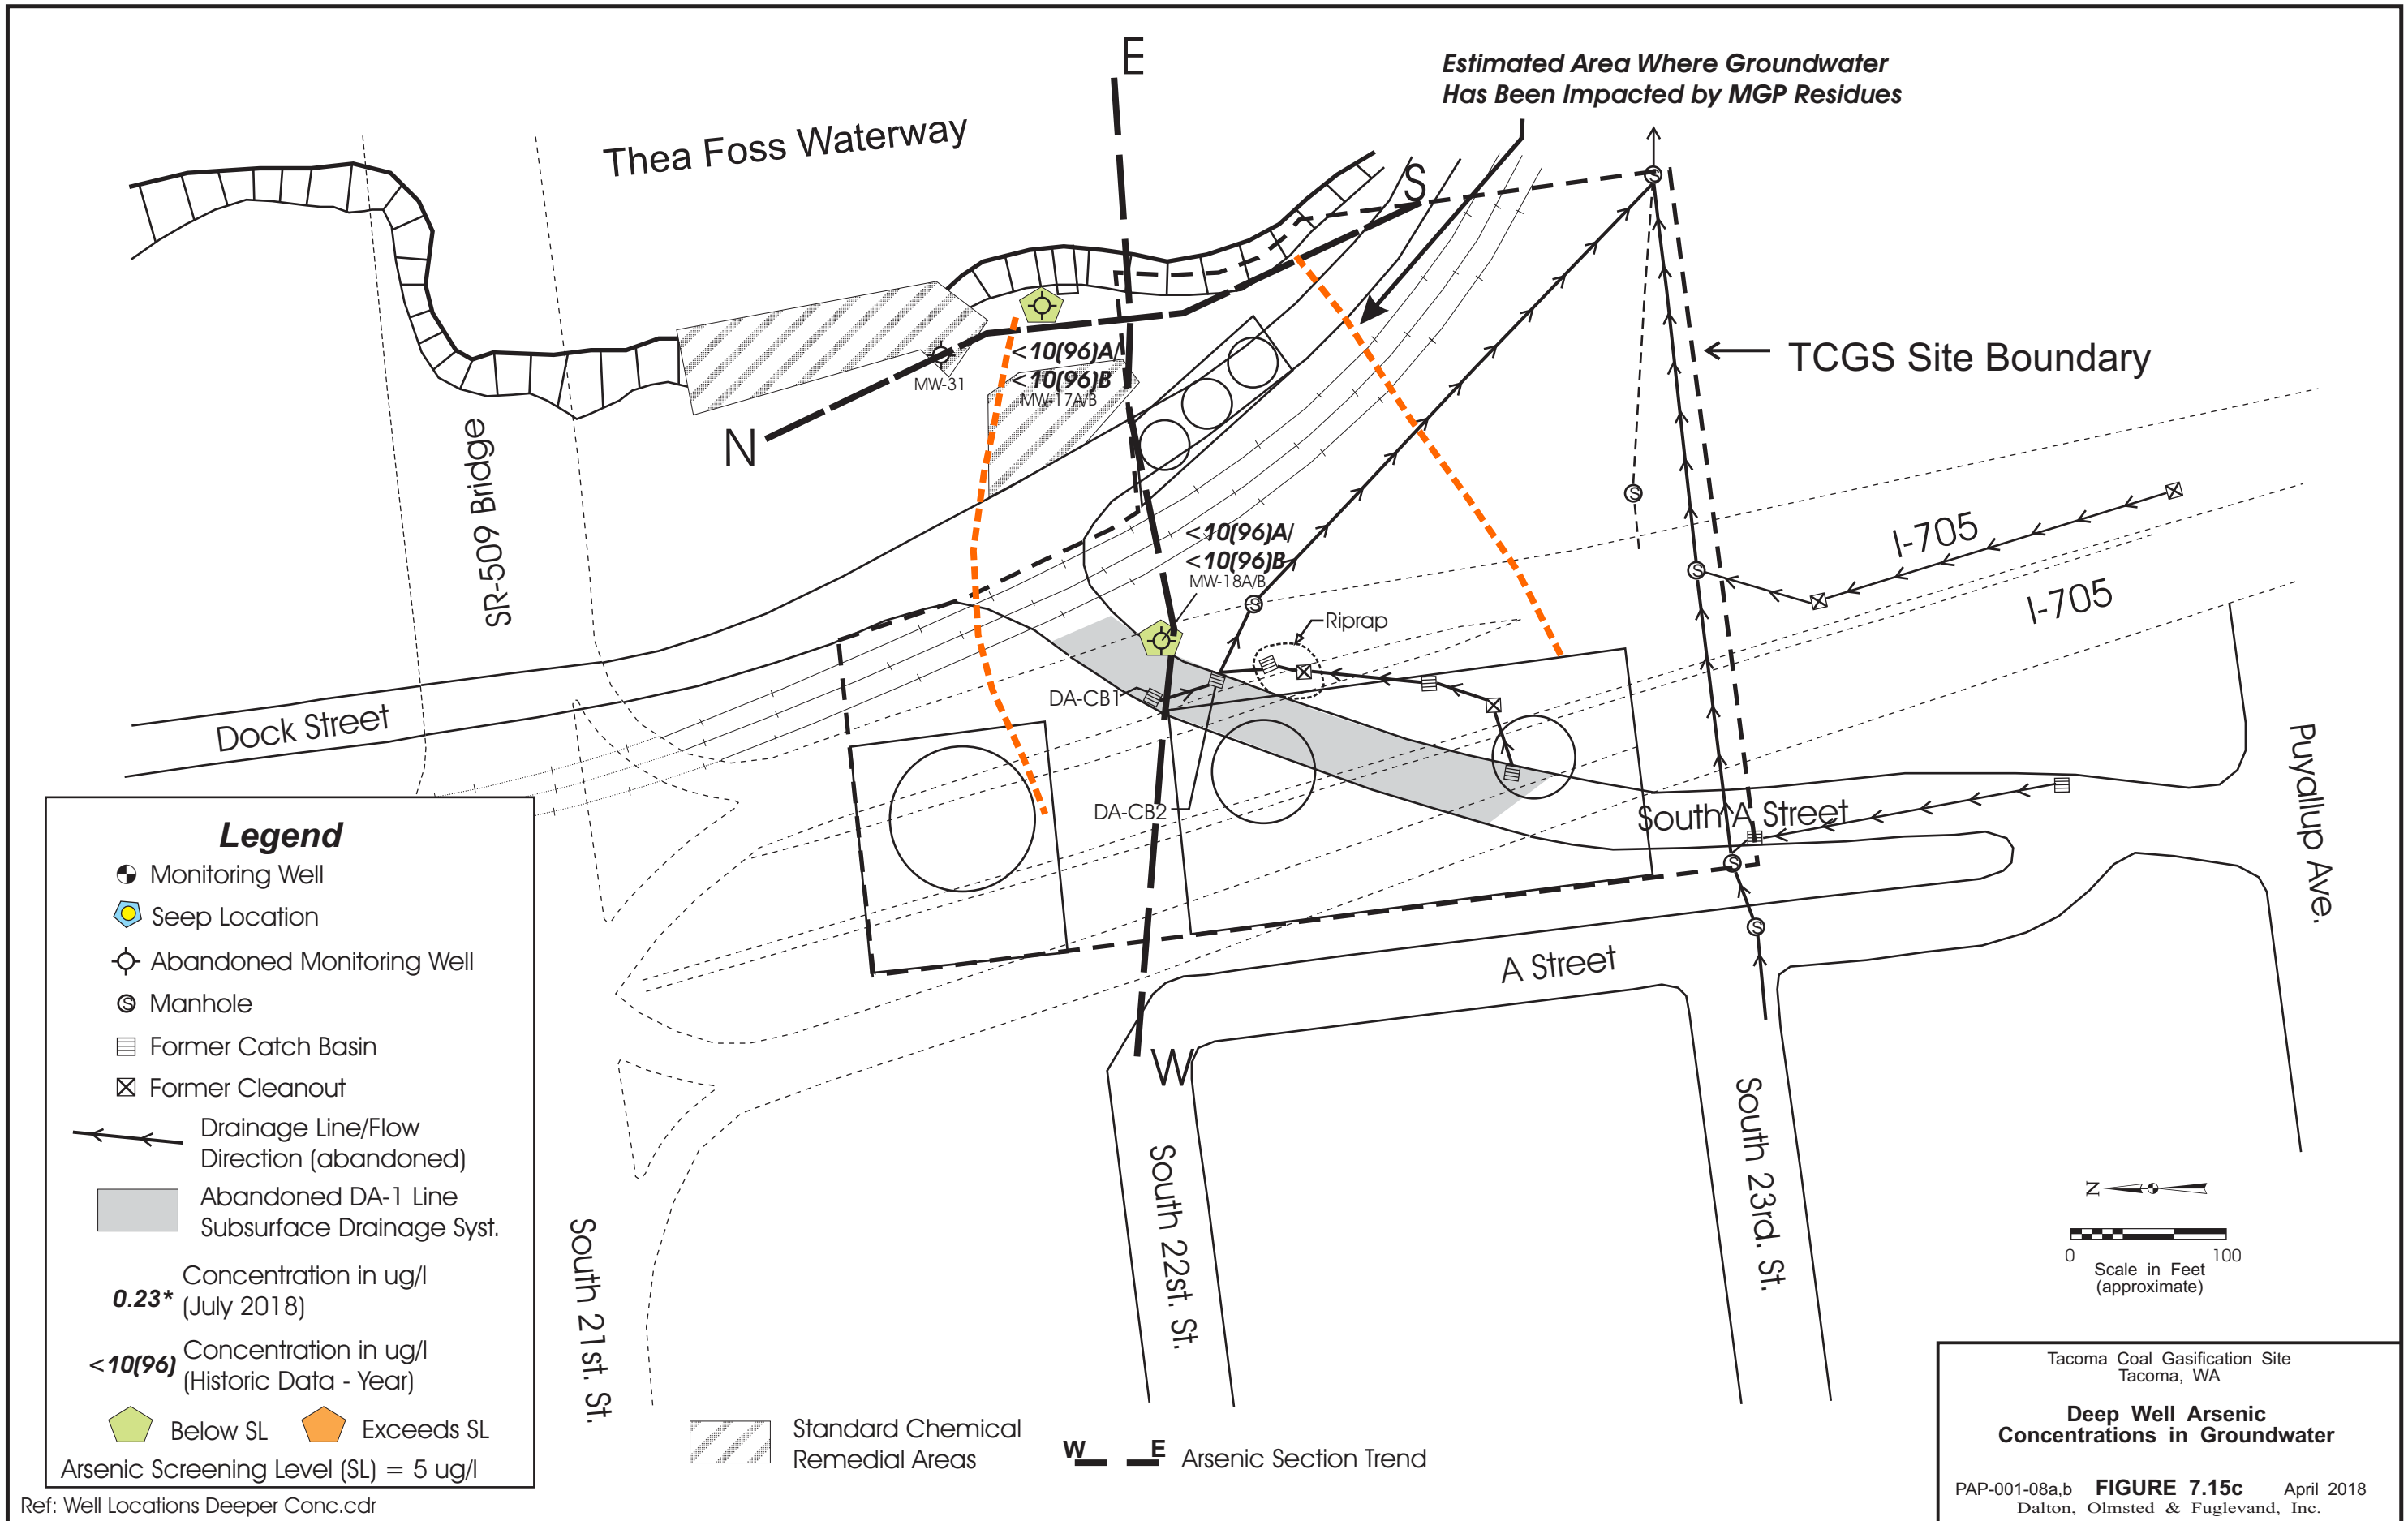 E
Estimated Area Where Groundwater
Has Been Impacted by MGP Residues
Thea Foss Waterway
S
S
TCGS Site Boundary
<10(96)A/
<10(96)B
MW-17A/B
MW-31
N
SR-509 Bridge
S
<10(96)A/
<10(96)B
MW-18A/B
S
S
I-705
I-705
Riprap
DA-CB1
DA-CB2
Dock Street
South A Street
S
S
Puyallup Ave.
A Street
W
South 21st. St.
South 22st. St.
South 23rd. St.
Legend
Monitoring Well
Seep Location
Abandoned Monitoring Well
S Manhole
Former Catch Basin
Former Cleanout
Drainage Line/Flow
Direction (abandoned)
Abandoned DA-1 Line
Subsurface Drainage Syst.
0.23* Concentration in ug/l
(July 2018)
<10(96) Concentration in ug/l
(Historic Data - Year)
Below SL Exceeds SL
Arsenic Screening Level (SL) = 5 ug/l
Ref: Well Locations Deeper Conc.cdr
Standard Chemical
Remedial Areas
W E Arsenic Section Trend
N
0 100
Scale in Feet
(approximate)
Tacoma Coal Gasification Site
Tacoma, WA
Deep Well Arsenic
Concentrations in Groundwater
PAP-001-08a,b FIGURE 7.15c April 2018
Dalton, Olmsted & Fuglevand, Inc.